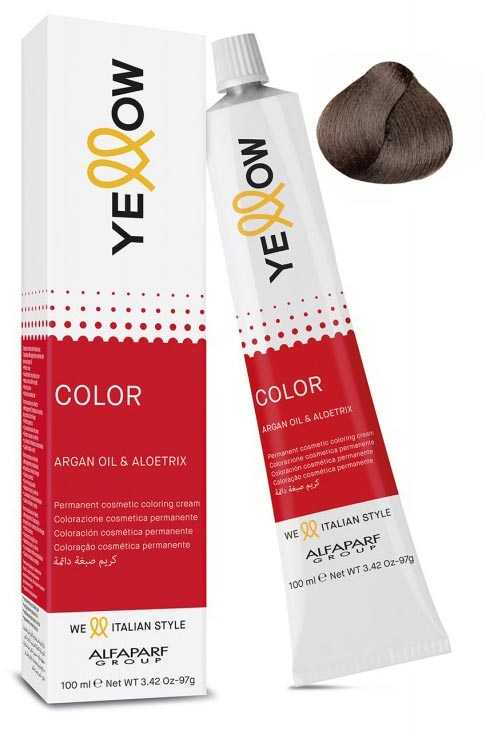 YELLOW
COLOR
ARGAN OIL & ALOETRIX
Permanent cosmetic coloring cream
Colorazione cosmetica permanente
Coloración cosmética permanente
Coloração cosmética permanente
كريم صبغة دائمة
WE ITALIAN STYLE
ALFAPARF
GROUP
100 ml ℮ Net WT 3.42 Oz-97g
YELLOW
COLOR
ARGAN OIL & ALOETRIX
Permanent cosmetic coloring cream
Colorazione cosmetica permanente
Coloración cosmética permanente
Coloração cosmética permanente
كريم صبغة دائمة
WE ITALIAN STYLE
ALFAPARF
GROUP
100 ml ℮ Net WT 3.42 Oz-97g